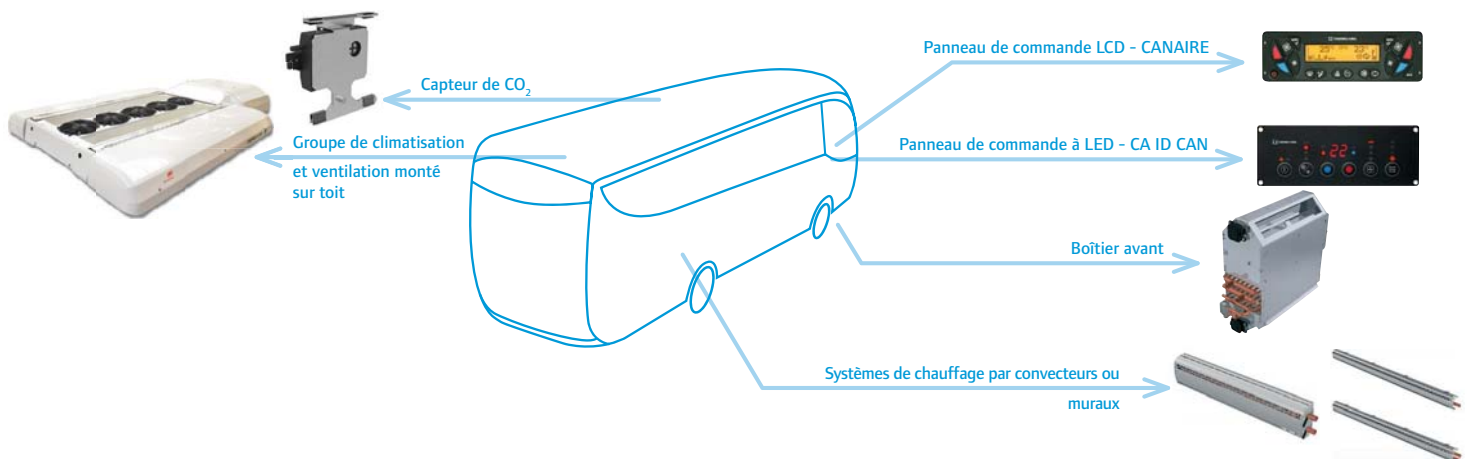 Panneau de commande LCD - CANAIRE
Capteur de CO₂
Groupe de climatisation
et ventilation monté
sur toit
Panneau de commande à LED - CA ID CAN
Boîtier avant
Systèmes de chauffage par convecteurs ou
muraux